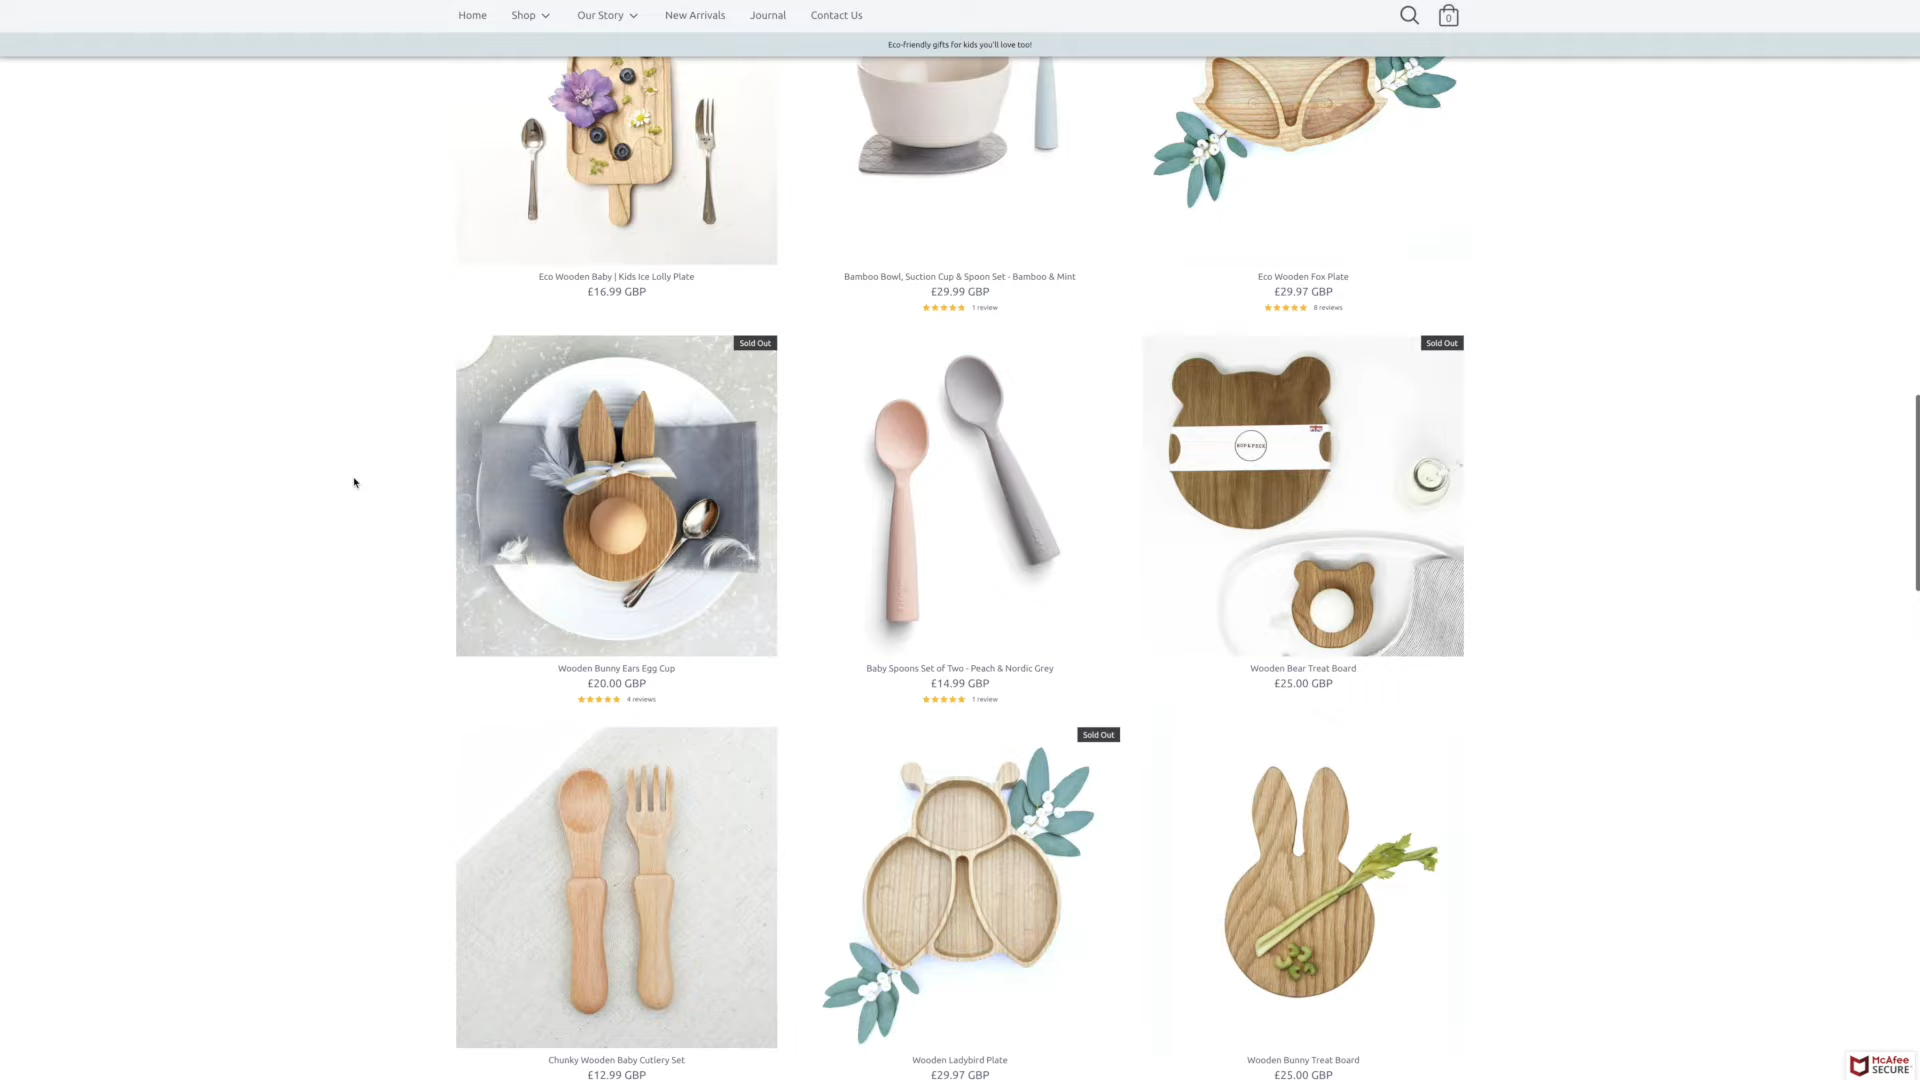 Home
Shop
Our Story
New Arrivals
Journal
Contact Us
0
Eco-friendly gifts for kids you'll love too!
Eco Wooden Baby | Kids Ice Lolly Plate
£16.99 GBP
Bamboo Bowl, Suction Cup & Spoon Set - Bamboo & Mint
£29.99 GBP
1 review
Eco Wooden Fox Plate
£29.97 GBP
8 reviews
Sold Out
Wooden Bunny Ears Egg Cup
£20.00 GBP
4 reviews
Baby Spoons Set of Two - Peach & Nordic Grey
£14.99 GBP
1 review
Sold Out
HOP & PECK
Wooden Bear Treat Board
£25.00 GBP
Chunky Wooden Baby Cutlery Set
£12.99 GBP
Sold Out
Wooden Ladybird Plate
£29.97 GBP
Wooden Bunny Treat Board
£25.00 GBP
McAfee
SECURE